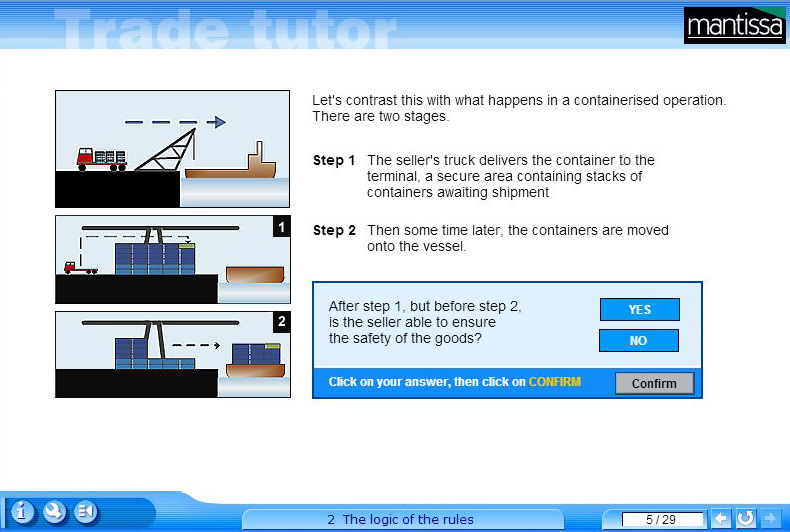 Trade tutor
mantissa
Let's contrast this with what happens in a containerised operation.
There are two stages.
Step 1 The seller's truck delivers the container to the
terminal, a secure area containing stacks of
containers awaiting shipment
1
Step 2 Then some time later, the containers are moved
onto the vessel.
2
After step 1, but before step 2,
is the seller able to ensure
the safety of the goods?
YES
NO
Click on your answer, then click on CONFIRM
Confirm
i
2 The logic of the rules
5 / 29